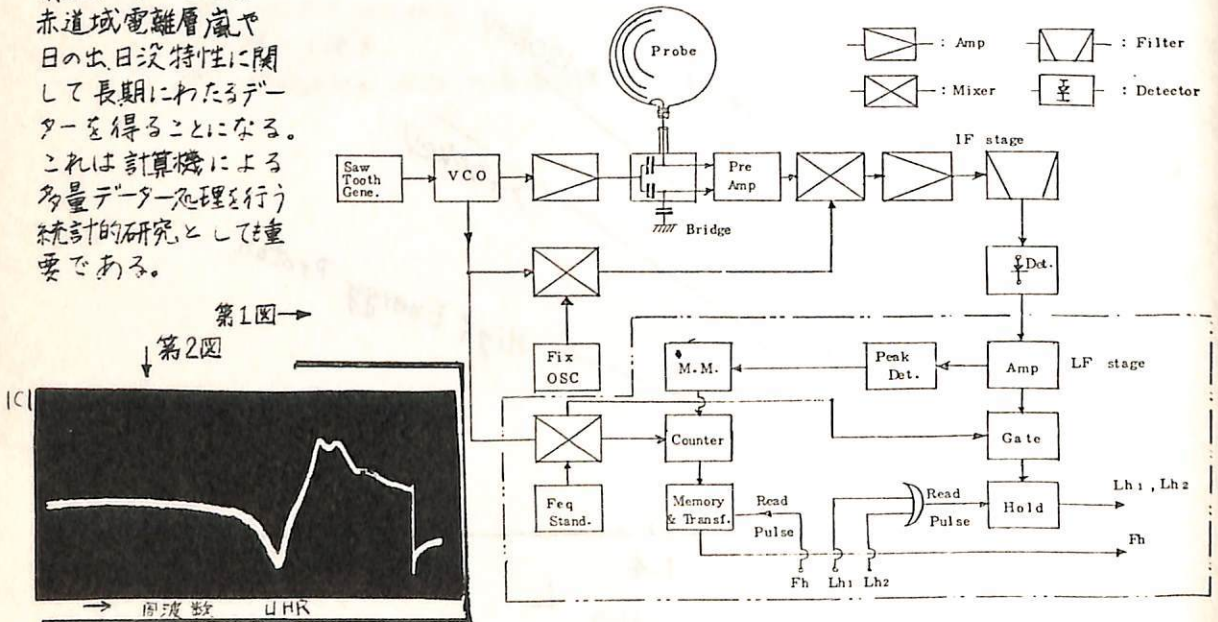 赤道域電離層嵐や
日の出、日没特性に関
して長期にわたるデー
ターを得ることになる。
これは計算機による
多量データー処理を行う
統計的研究としても重
要である。
第1図→
↓第2図
|C|
→ 周波数 UHR
Probe
: Amp
: Filter
: Mixer
: Detector
IF stage
Saw
Tooth
Gene.
VCO
Pre
Amp
Bridge
Det.
Fix
OSC
M.M.
Peak
Det.
Amp
LF stage
Counter
Gate
Feq
Stand.
Memory
& Transf.
Read
Pulse
Read
Pulse
Hold
Lh1, Lh2
Fh
Fh
Lh1
Lh2